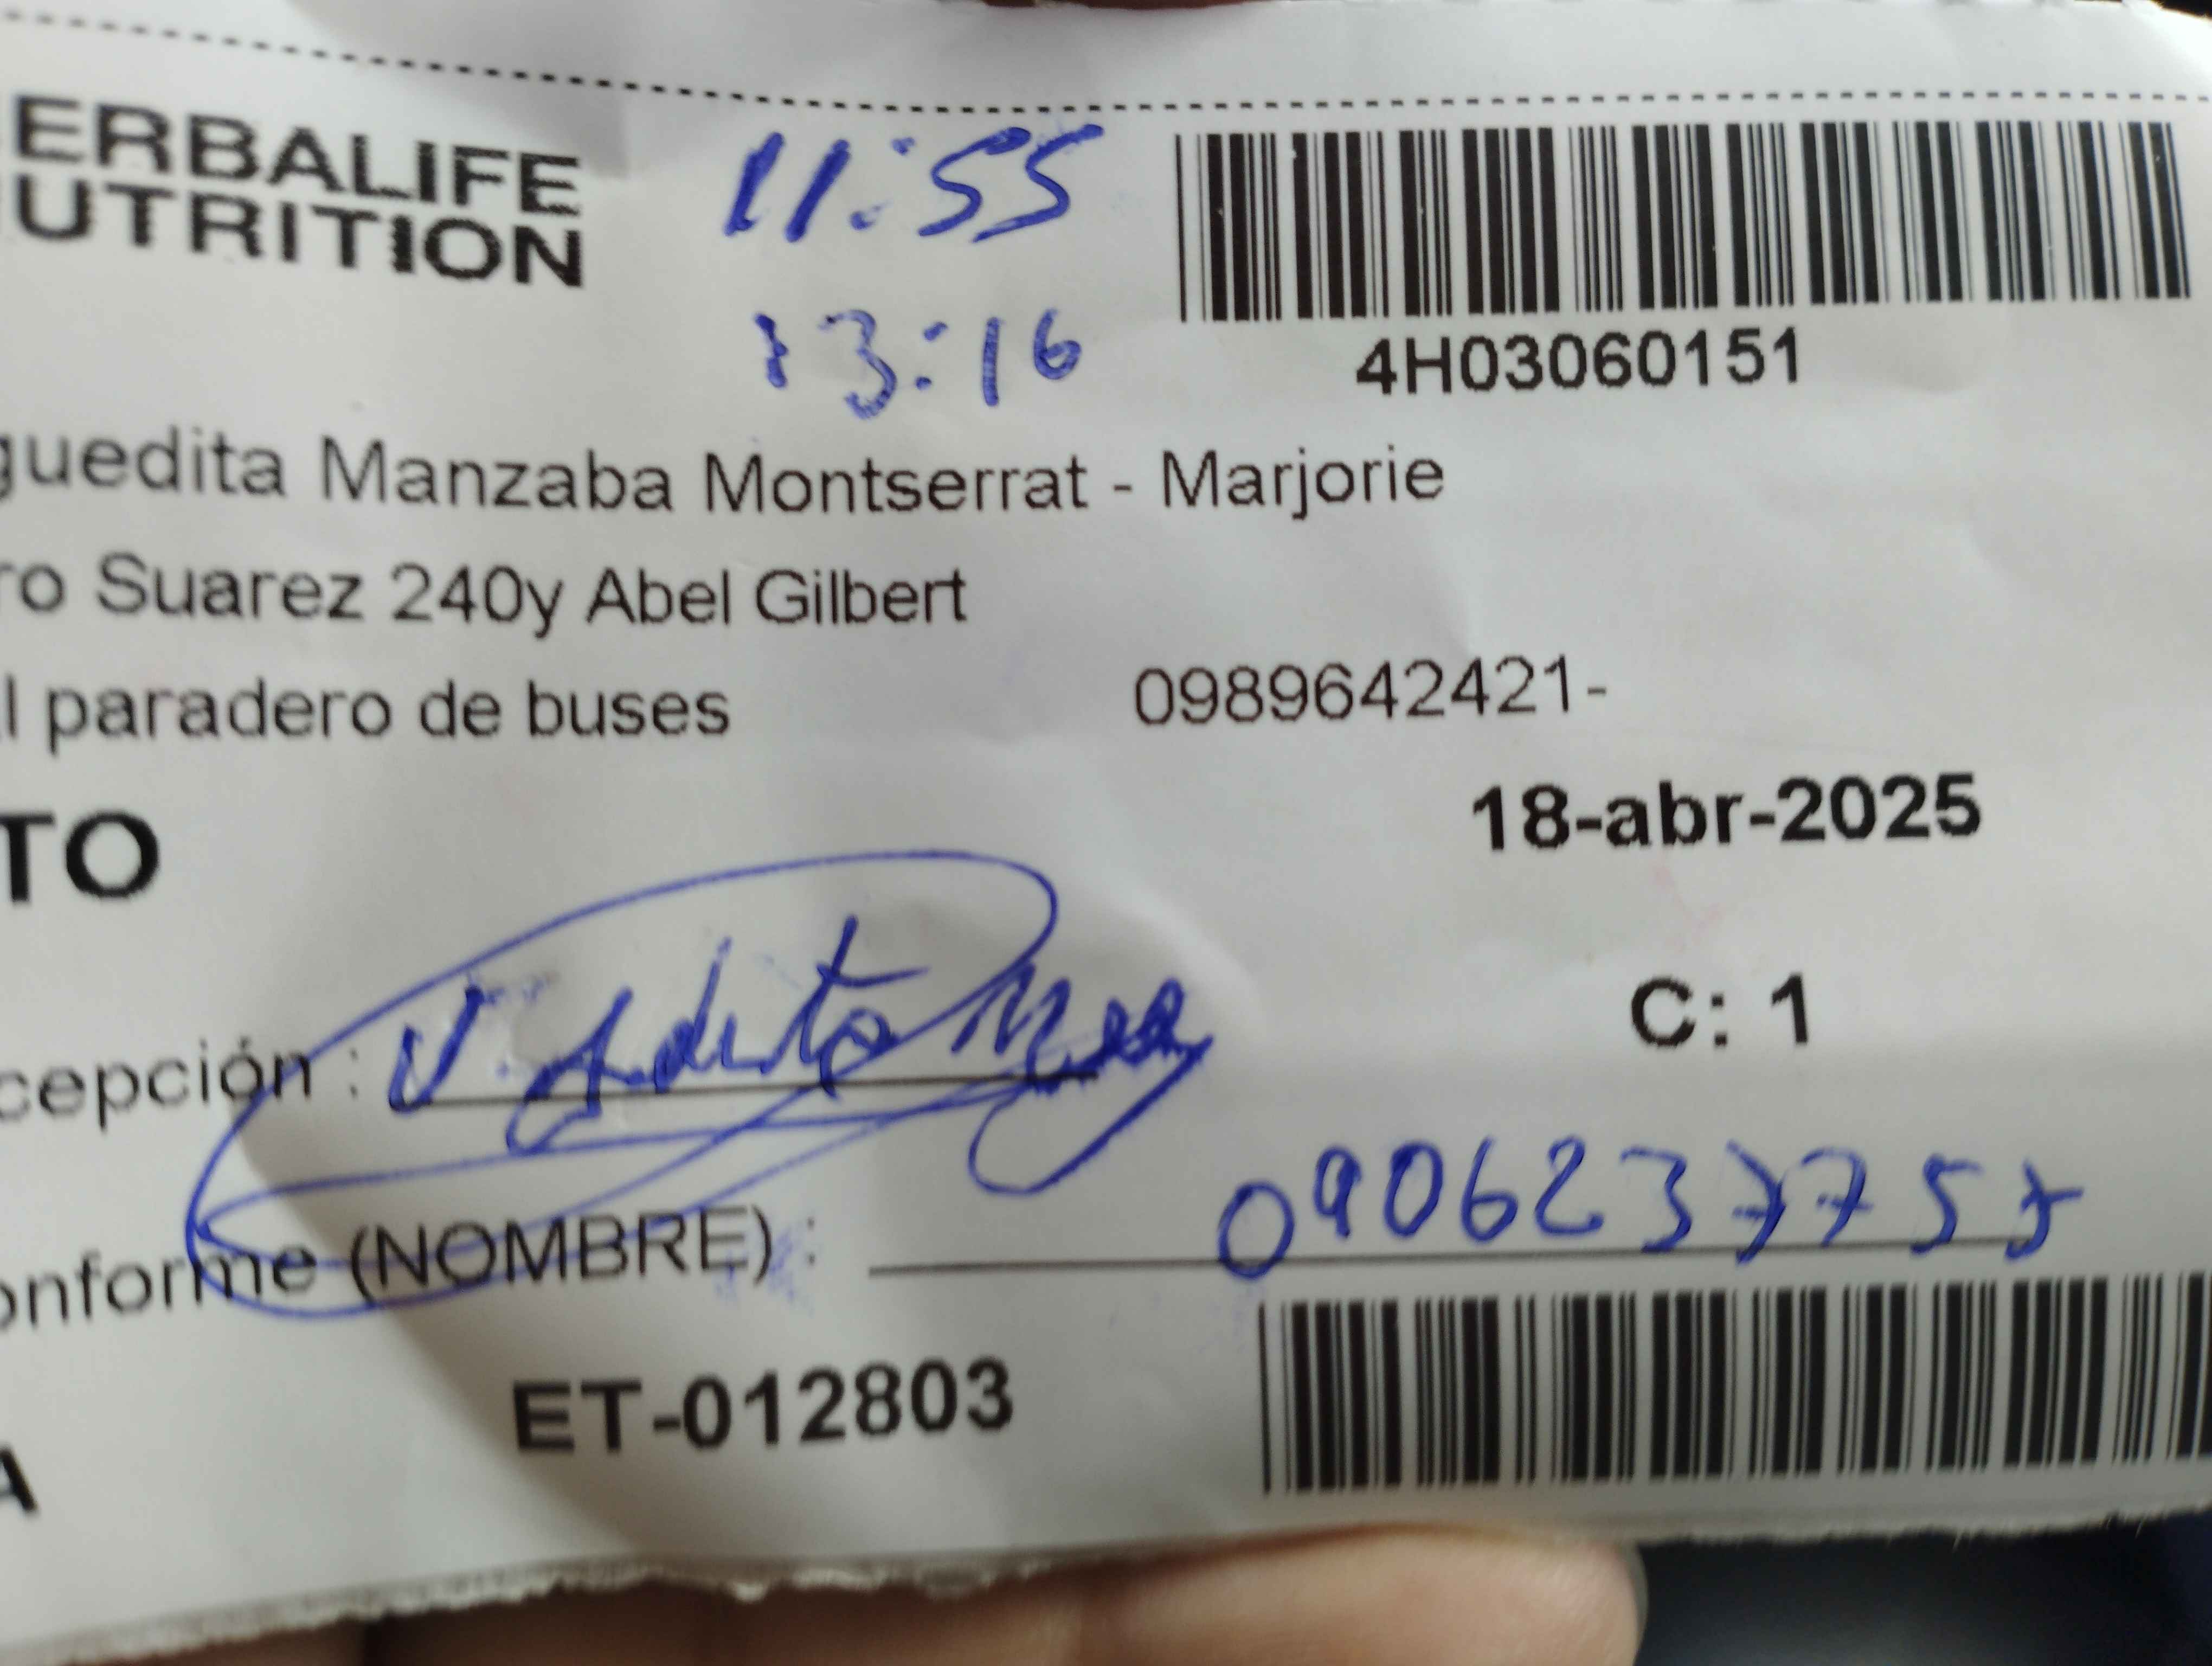 ERBALIFE
UTRITION
11:55
13:16
4H03060151
guedita Manzaba Montserrat - Marjorie
ro Suarez 240y Abel Gilbert
l paradero de buses 0989642421-
TO
18-abr-2025
C: 1
cepción :
onforme (NOMBRE) : 0906237757
ET-012803
A